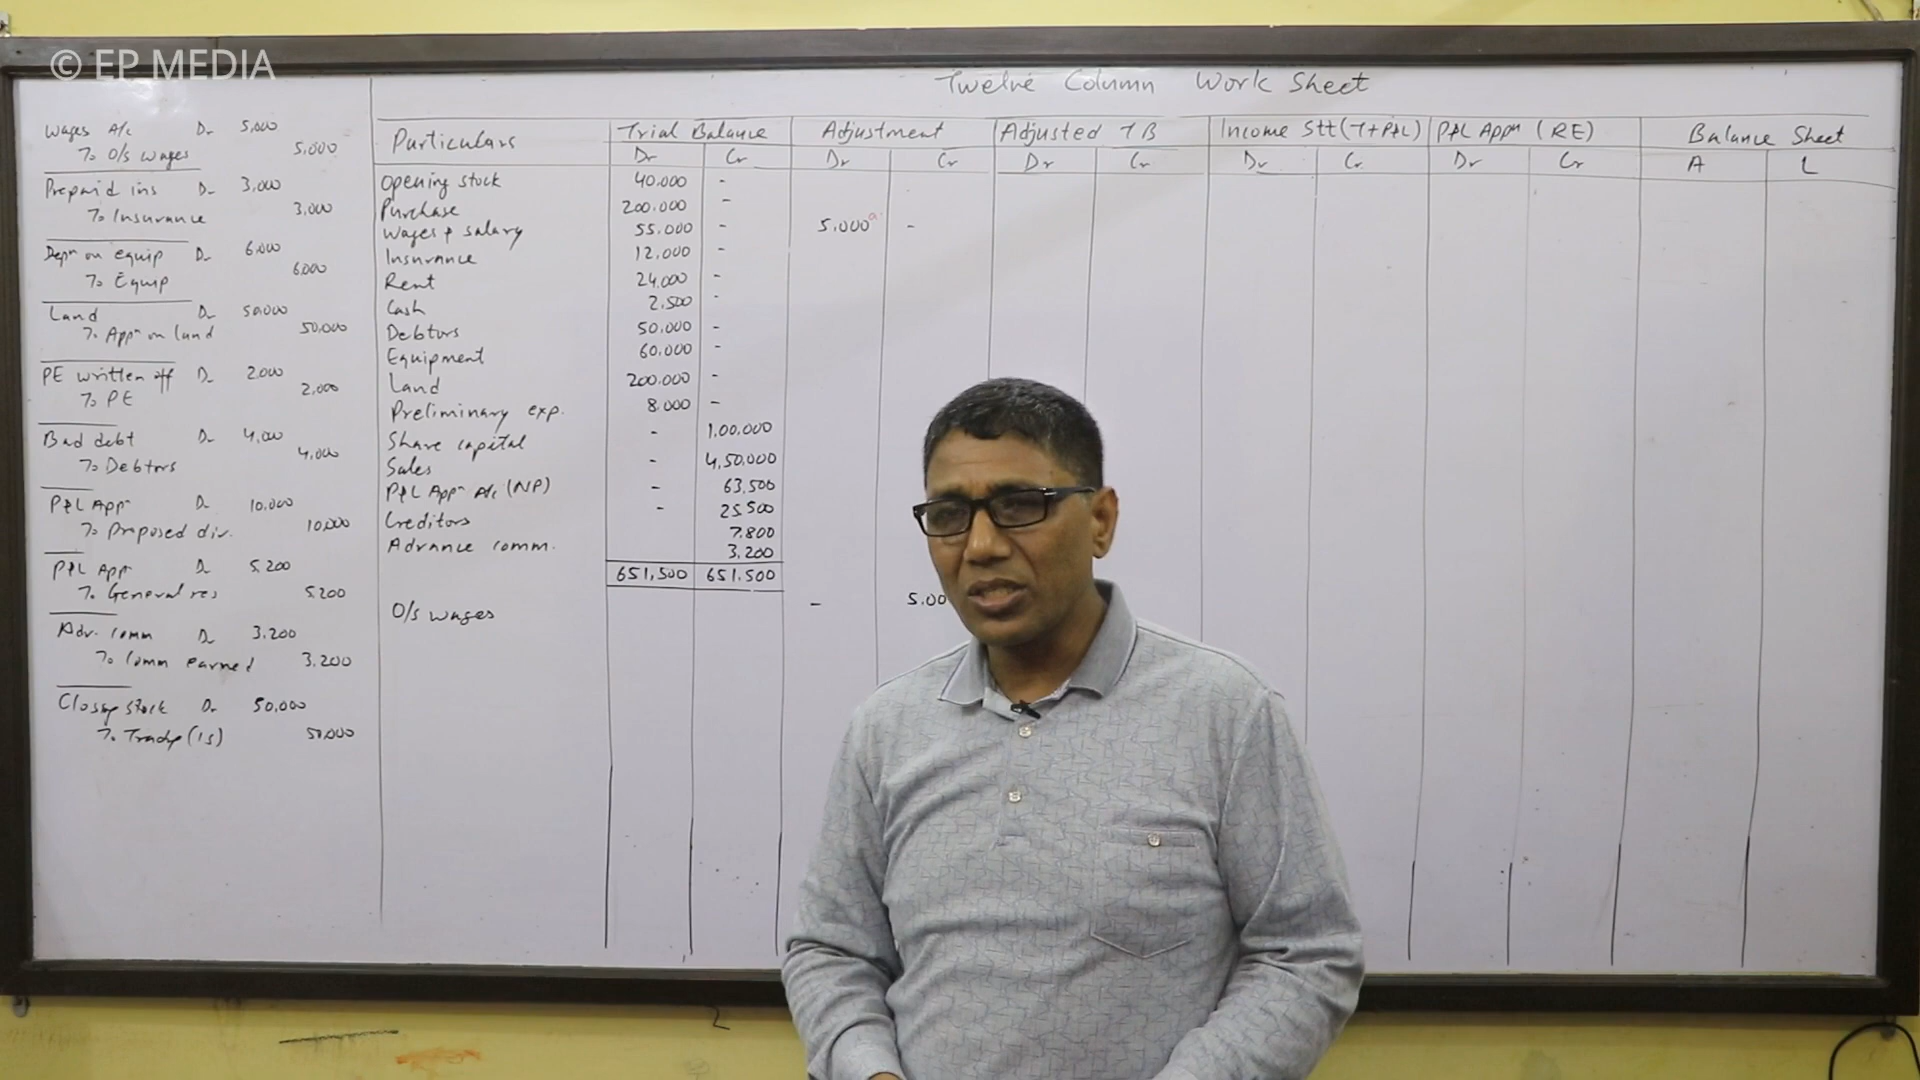 © EP MEDIA
Twelve Column Work Sheet
Wages A/c Dr 5,000
To O/s wages 5,000
Prepaid ins Dr 3,000
To Insurance 3,000
Depn on equip Dr 6,000
To Equip 6,000
Land Dr 50,000
To Appn on land 50,000
PE written off Dr 2,000
To PE 2,000
Bad debt Dr 4,000
To Debtors 4,000
P&L App Dr 10,000
To Proposed div. 10,000
P&L App Dr 5,200
To General res 5,200
Adv. Comm Dr 3,200
To Comm earned 3,200
Closing stock Dr 50,000
To Trading (IS) 50,000
Particulars Trial Balance Adjustment Adjusted TB Income Stt (T+P&L) P&L Appn (RE) Balance Sheet
Dr Cr Dr Cr Dr Cr Dr Cr Dr Cr A L
Opening stock 40,000 -
Purchase 200,000 -
Wages & salary 55,000 - 5,000 a -
Insurance 12,000 -
Rent 24,000 -
Cash 2,500 -
Debtors 50,000 -
Equipment 60,000 -
Land 200,000 -
Preliminary exp. 8,000 -
Share capital - 1,00,000
Sales - 4,50,000
P&L Appn A/c (NP) - 63,500
Creditors - 25,500
Advance comm. 7,800
3,200
651,500 651,500
O/s wages - 5,00